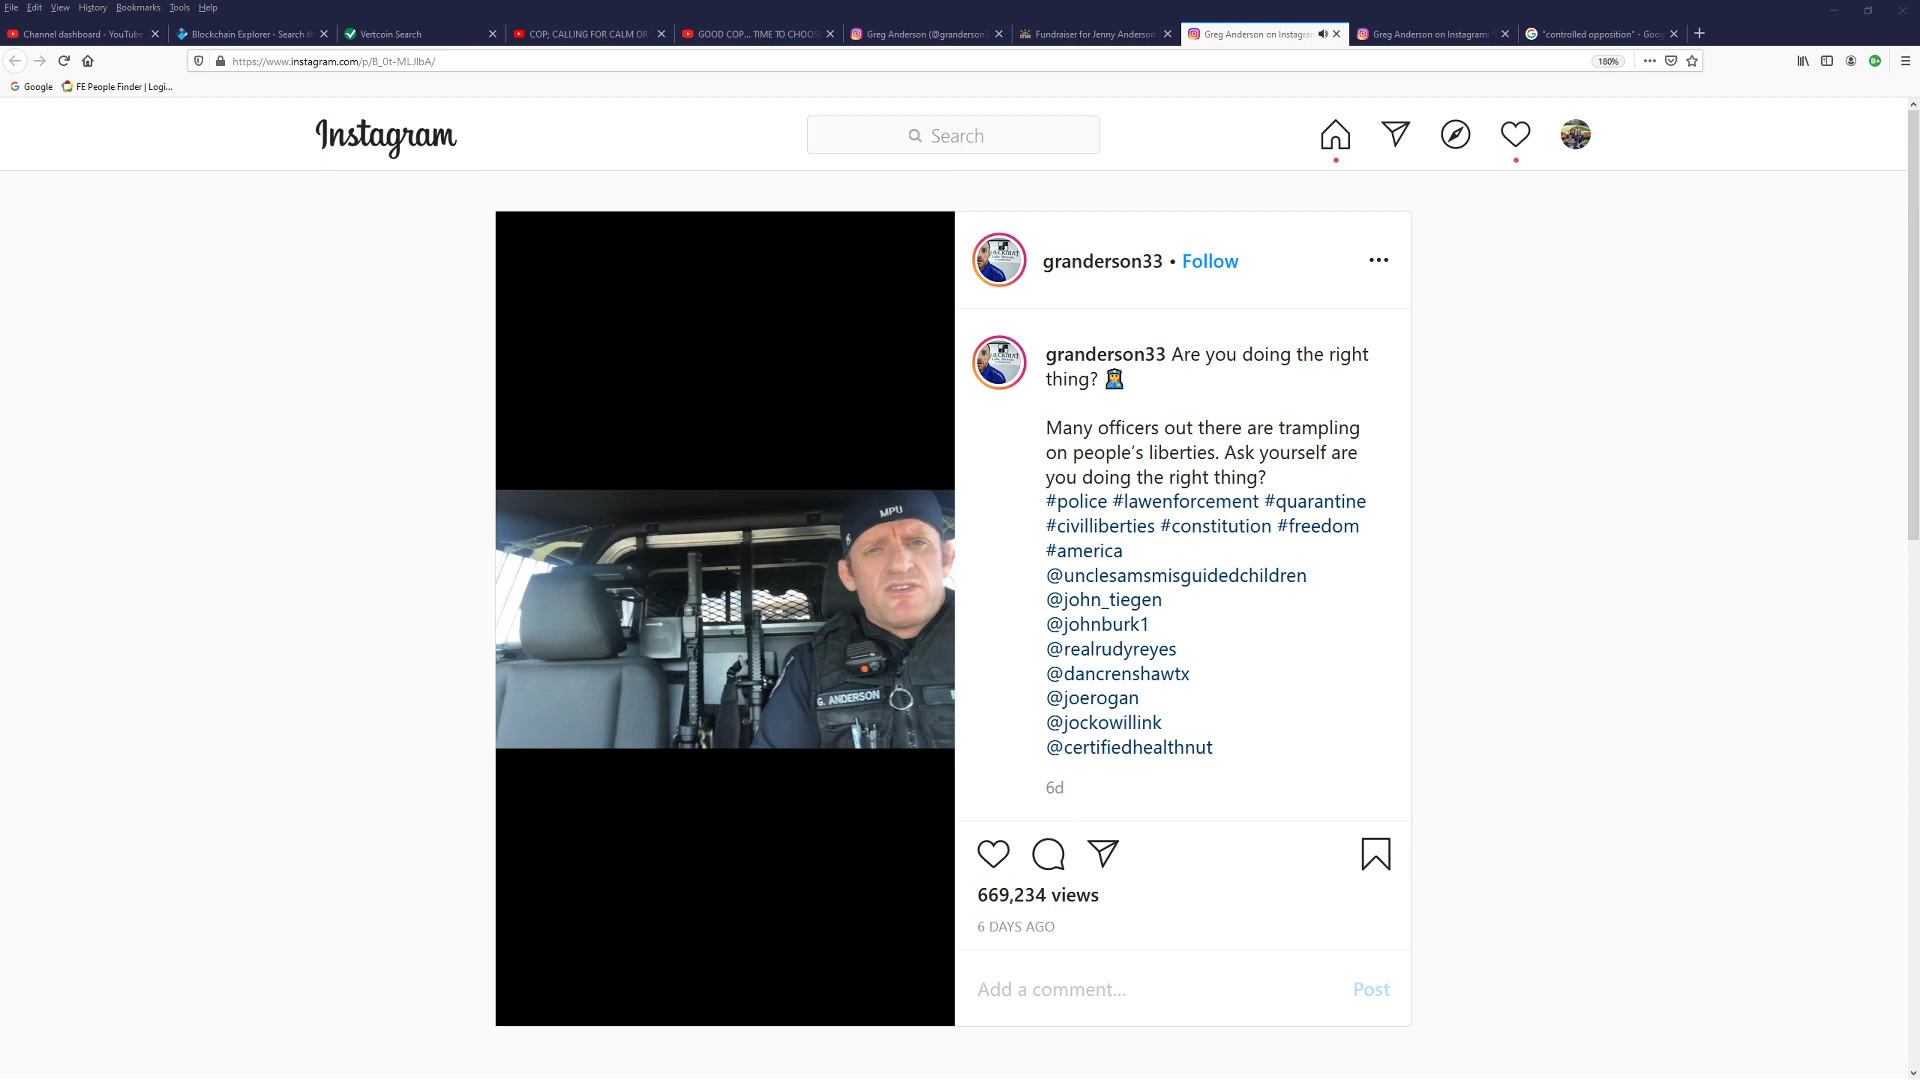 File Edit View History Bookmarks Tools Help
Channel dashboard - YouTube
Blockchain Explorer - Search th
Vertcoin Search
COP; CALLING FOR CALM OR
GOOD COP... TIME TO CHOOS
Greg Anderson (@granderson
Fundraiser for Jenny Anderson
Greg Anderson on Instagram
Greg Anderson on Instagram: "
"controlled opposition" - Goog
https://www.instagram.com/p/B_0t-MLJIbA/
180%
Google
FE People Finder | Logi...
Instagram
Search
granderson33 • Follow
granderson33 Are you doing the right
thing?
Many officers out there are trampling
on people's liberties. Ask yourself are
you doing the right thing?
#police #lawenforcement #quarantine
#civilliberties #constitution #freedom
#america
@unclesamsmisguidedchildren
@john_tiegen
@johnburk1
@realrudyreyes
@dancrenshawtx
@joerogan
@jockowillink
@certifiedhealthnut
6d
669,234 views
6 DAYS AGO
Add a comment...
Post
MPU
G. ANDERSON